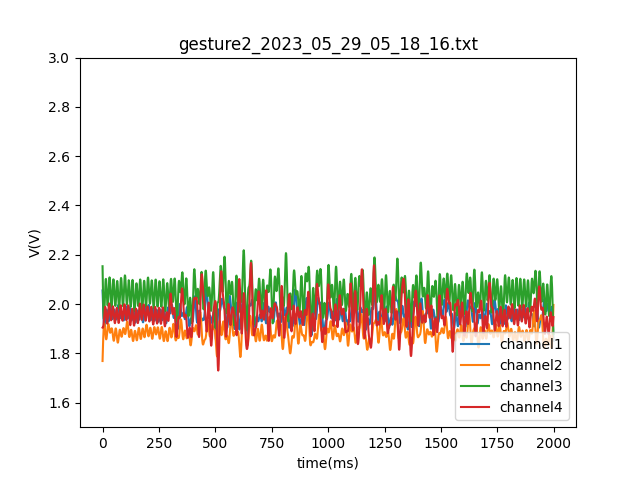 gesture2_2023_05_29_05_18_16.txt
3.0
2.8
2.6
2.4
2.2
2.0
1.8
1.6
V(V)
channel1
channel2
channel3
channel4
0 250 500 750 1000 1250 1500 1750 2000
time(ms)